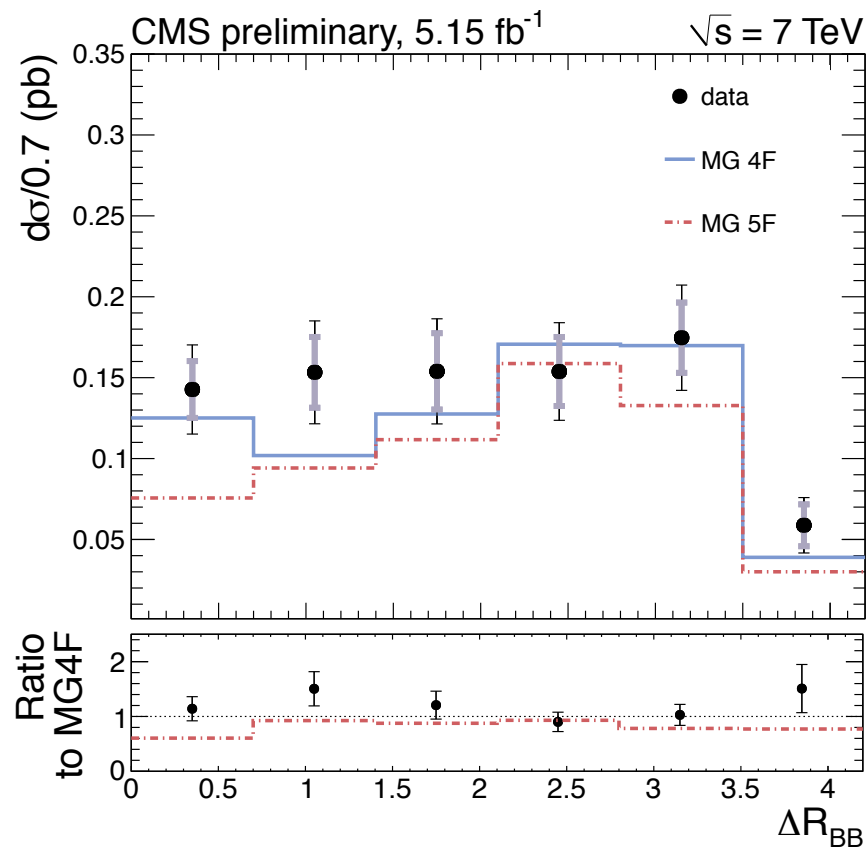 CMS preliminary, 5.15 fb⁻¹ √s = 7 TeV
dσ/0.7 (pb)
0.35
0.3
0.25
0.2
0.15
0.1
0.05
data
MG 4F
MG 5F
Ratio
to MG4F
2
1
0
0 0.5 1 1.5 2 2.5 3 3.5 4
ΔR_BB